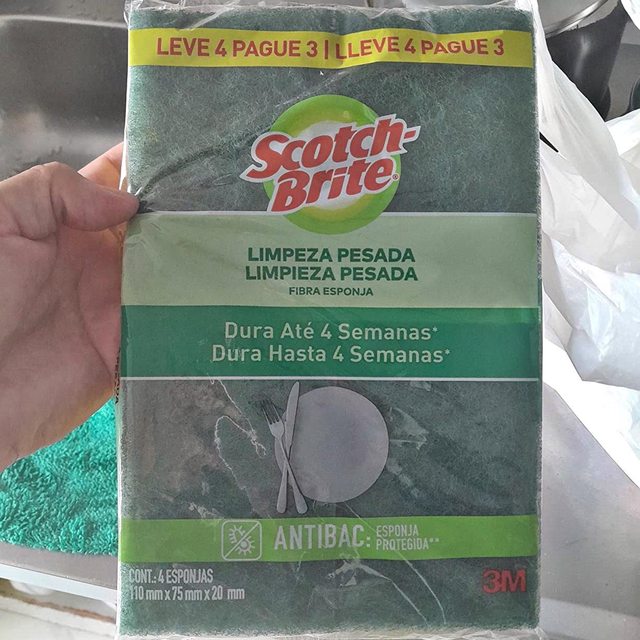 LEVE 4 PAGUE 3 | LLEVE 4 PAGUE 3
Scotch-
Brite®
LIMPEZA PESADA
LIMPIEZA PESADA
FIBRA ESPONJA
Dura Até 4 Semanas*
Dura Hasta 4 Semanas*
ANTIBAC: ESPONJA
PROTEGIDA**
CONT.: 4 ESPONJAS
110 mm x 75 mm x 20 mm
3M